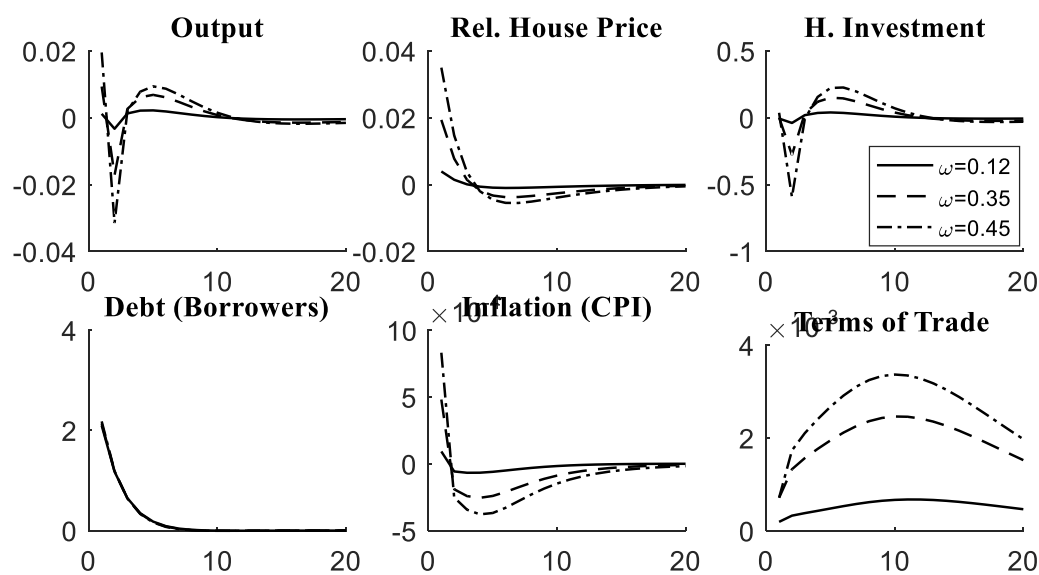 Output
Rel. House Price
H. Investment
0.02
0
-0.02
-0.04
0 10 20
0.04
0.02
0
-0.02
0 10 20
0.5
0
-0.5
-1
0 10 20
ω=0.12
ω=0.35
ω=0.45
Debt (Borrowers)
Inflation (CPI)
Terms of Trade
4
2
0
0 10 20
×10
10
5
0
-5
0 10 20
×10-3
4
2
0
0 10 20